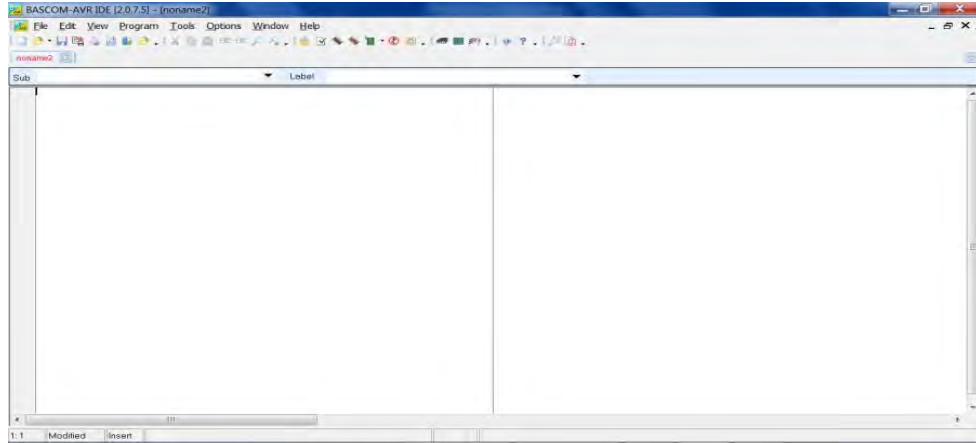 BASCOM-AVR IDE [2.0.7.5] - [noname2]
File Edit View Program Tools Options Window Help
noname2
Sub Label
1:1 Modified Insert